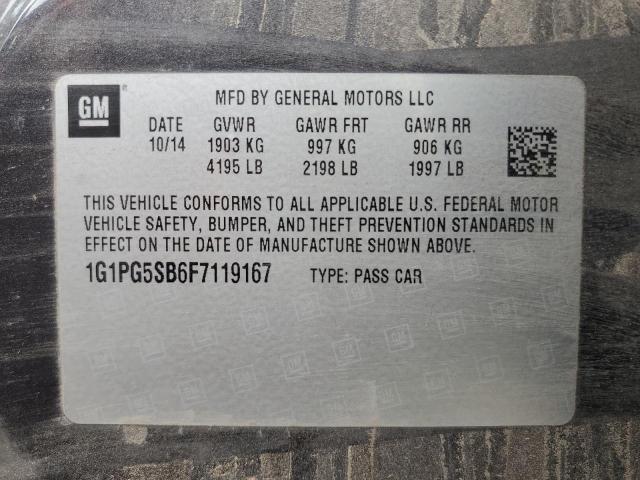 GM
MFD BY GENERAL MOTORS LLC
DATE GVWR GAWR FRT GAWR RR
10/14 1903 KG 997 KG 906 KG
4195 LB 2198 LB 1997 LB
THIS VEHICLE CONFORMS TO ALL APPLICABLE U.S. FEDERAL MOTOR
VEHICLE SAFETY, BUMPER, AND THEFT PREVENTION STANDARDS IN
EFFECT ON THE DATE OF MANUFACTURE SHOWN ABOVE.
1G1PG5SB6F7119167 TYPE: PASS CAR